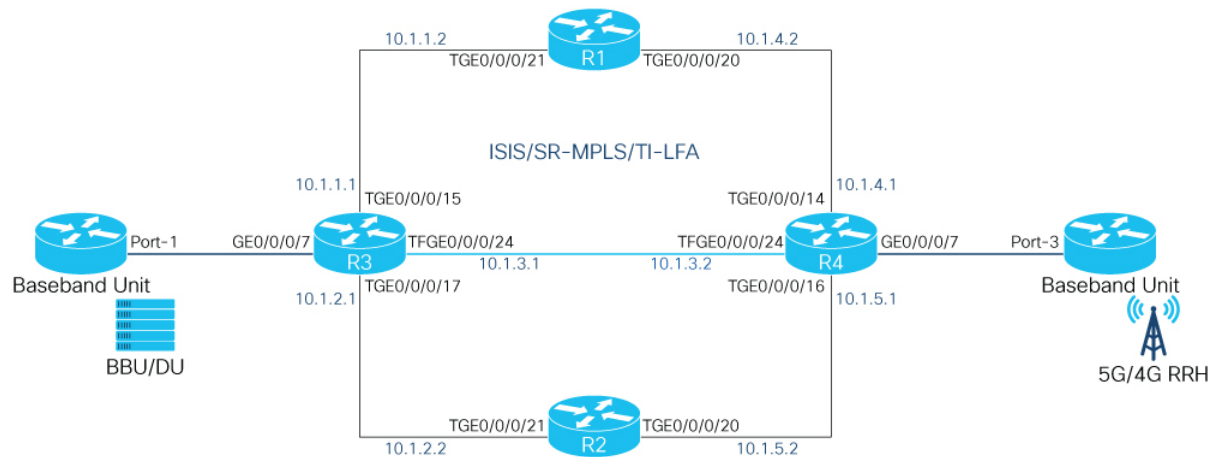 10.1.1.2
10.1.4.2
TGE0/0/0/21
R1
TGE0/0/0/20
ISIS/SR-MPLS/TI-LFA
10.1.1.1
TGE0/0/0/15
TGE0/0/0/14
10.1.4.1
Port-1
GE0/0/0/7
R3
TFGE0/0/0/24
10.1.3.1
10.1.3.2
TFGE0/0/0/24
R4
GE0/0/0/7
Port-3
Baseband Unit
10.1.2.1
TGE0/0/0/17
TGE0/0/0/16
10.1.5.1
Baseband Unit
BBU/DU
5G/4G RRH
TGE0/0/0/21
R2
TGE0/0/0/20
10.1.2.2
10.1.5.2